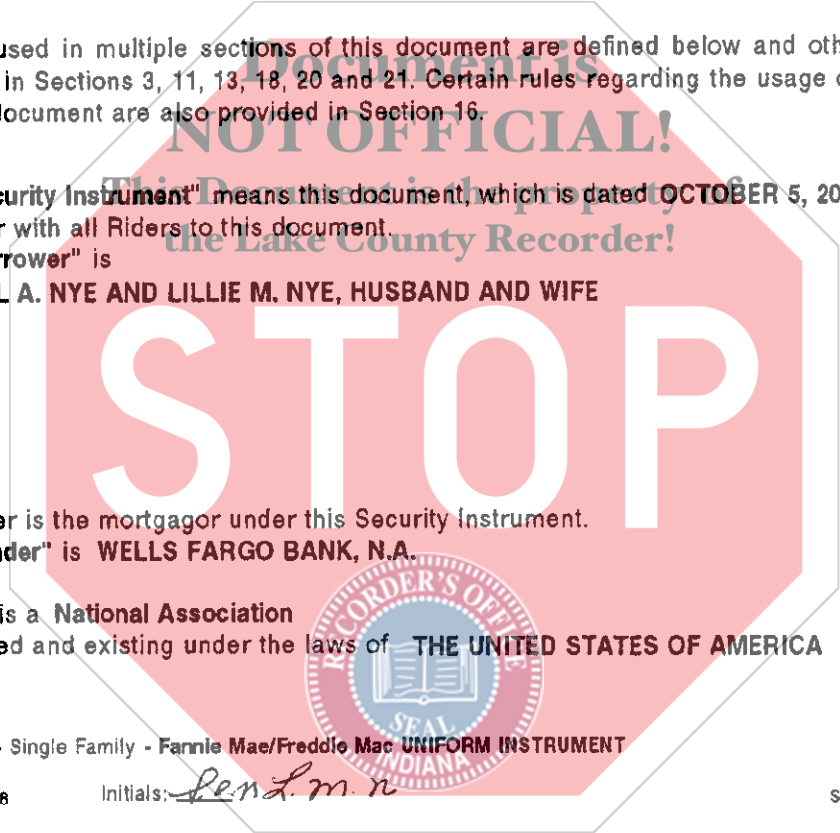 used in multiple sections of this document are defined below and oth
in Sections 3, 11, 13, 18, 20 and 21. Certain rules regarding the usage o
document are also provided in Section 16.
Document is
NOT OFFICIAL!
This Document is the property of
the Lake County Recorder!
curity Instrument" means this document, which is dated OCTOBER 5, 20
r with all Riders to this document.
rrower" is
L A. NYE AND LILLIE M. NYE, HUSBAND AND WIFE
STOP
er is the mortgagor under this Security Instrument.
nder" is WELLS FARGO BANK, N.A.
is a National Association
ed and existing under the laws of THE UNITED STATES OF AMERICA
RECORDER'S OFFICE
SEAL
INDIANA
- Single Family - Fannie Mae/Freddie Mac UNIFORM INSTRUMENT
Initials: L. m. n
S